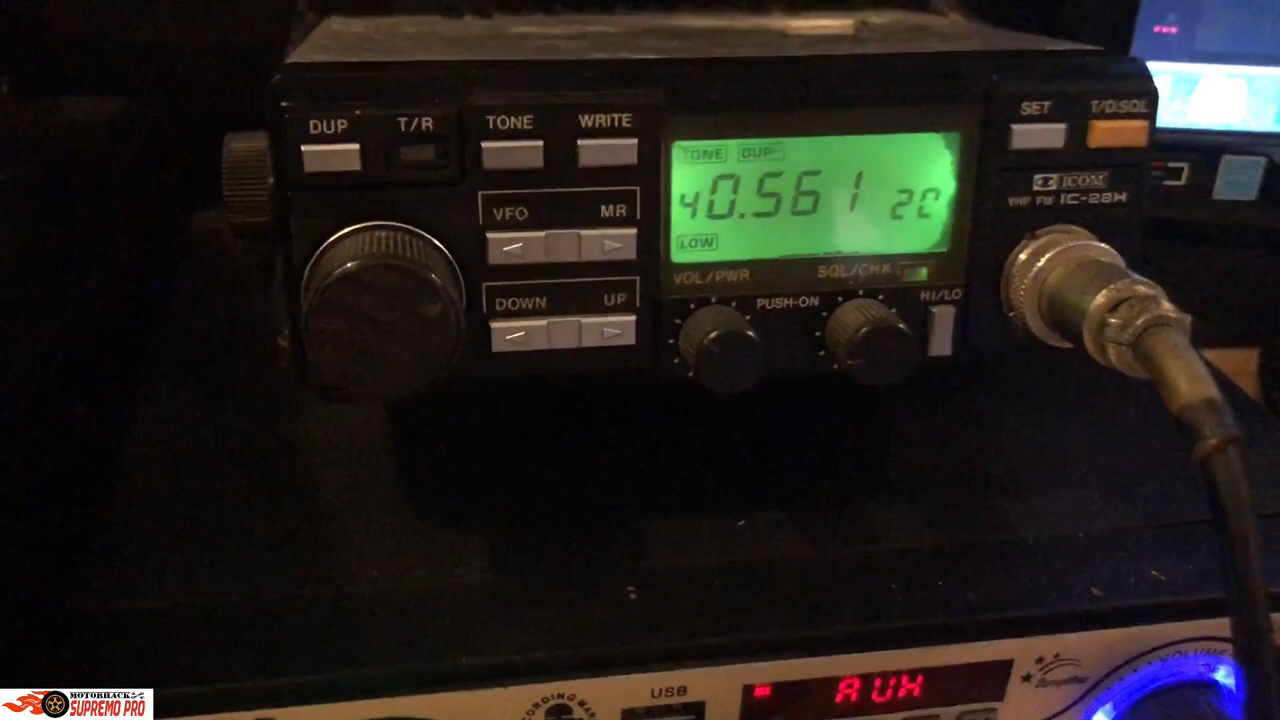 DUP T/R TONE WRITE
VFO MR
DOWN UP
TONE DUP-
40.561 20
LOW
VOL/PWR SQL/CHK
PUSH-ON HI/LO
SET T/D.SQL
ICOM
VHF FM IC-28H
USB
AUX
VOLUME
MOTORHACK
SUPREMO PRO